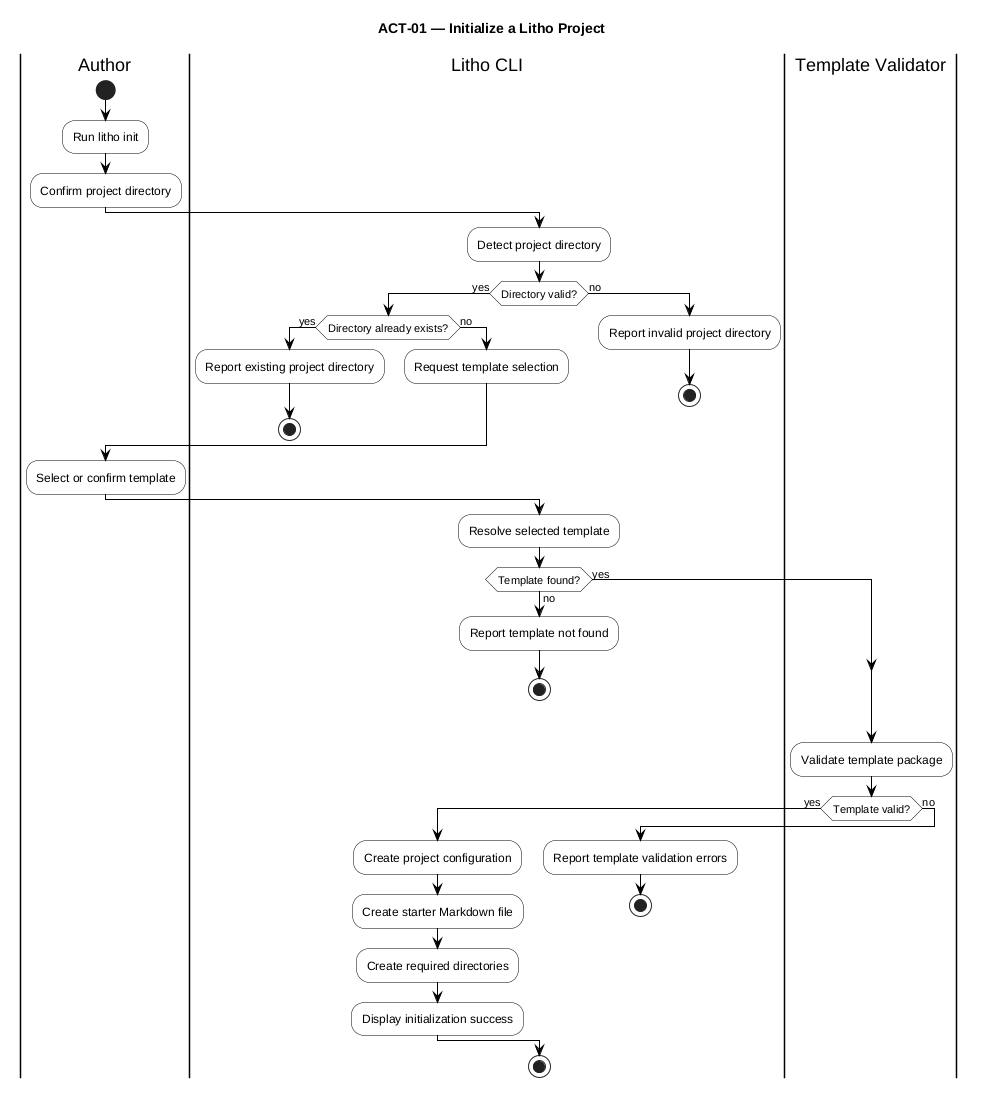 ACT-01 — Initialize a Litho Project
Author
Litho CLI
Template Validator
Run litho init
Confirm project directory
Detect project directory
yes
Directory valid?
no
yes
Directory already exists?
no
Report invalid project directory
Report existing project directory
Request template selection
Select or confirm template
Resolve selected template
Template found?
yes
no
Report template not found
Validate template package
yes
Template valid?
no
Create project configuration
Report template validation errors
Create starter Markdown file
Create required directories
Display initialization success